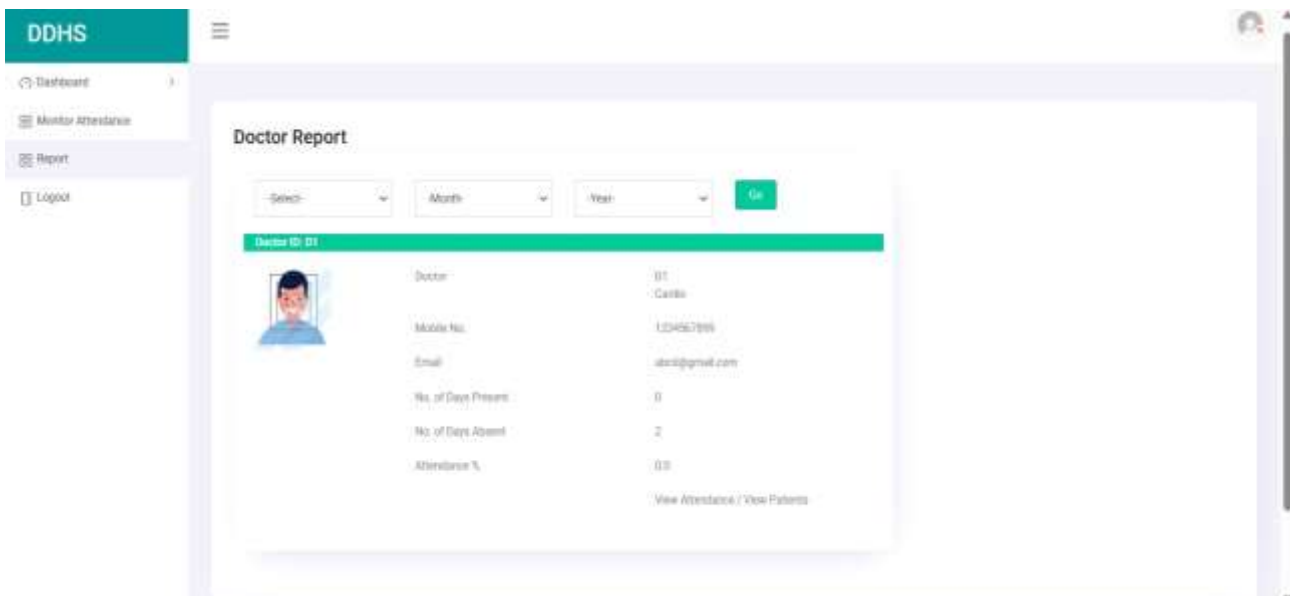 DDHS
Dashboard
Monitor Attendance
Report
Logout
Doctor Report
-Select-
-Month-
-Year-
Go
Doctor ID: D1
Doctor
D1
Cardio
Mobile No.
Email
abcd@gmail.com
No. of Days Present
0
No. of Days Absent
2
Attendance %
0.0
View Attendance / View Patients